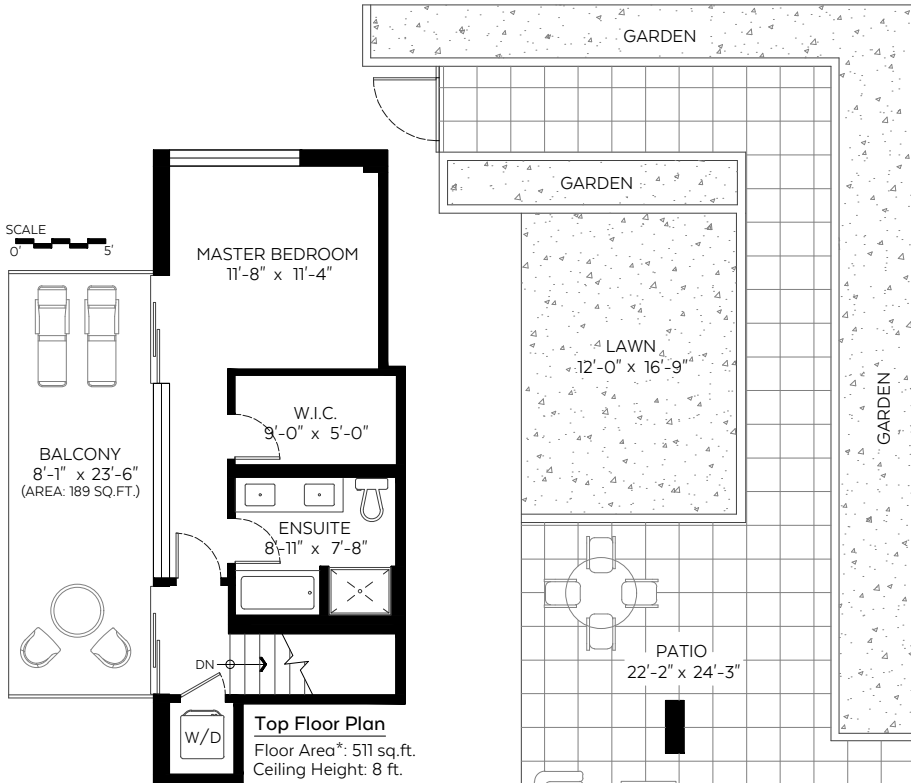 GARDEN
GARDEN
SCALE
0' 5'
MASTER BEDROOM
11'-8" x 11'-4"
LAWN
12'-0" x 16'-9"
GARDEN
W.I.C.
9'-0" x 5'-0"
BALCONY
8'-1" x 23'-6"
(AREA: 189 SQ.FT.)
ENSUITE
8'-11" x 7'-8"
PATIO
22'-2" x 24'-3"
DN
W/D
Top Floor Plan
Floor Area*: 511 sq.ft.
Ceiling Height: 8 ft.